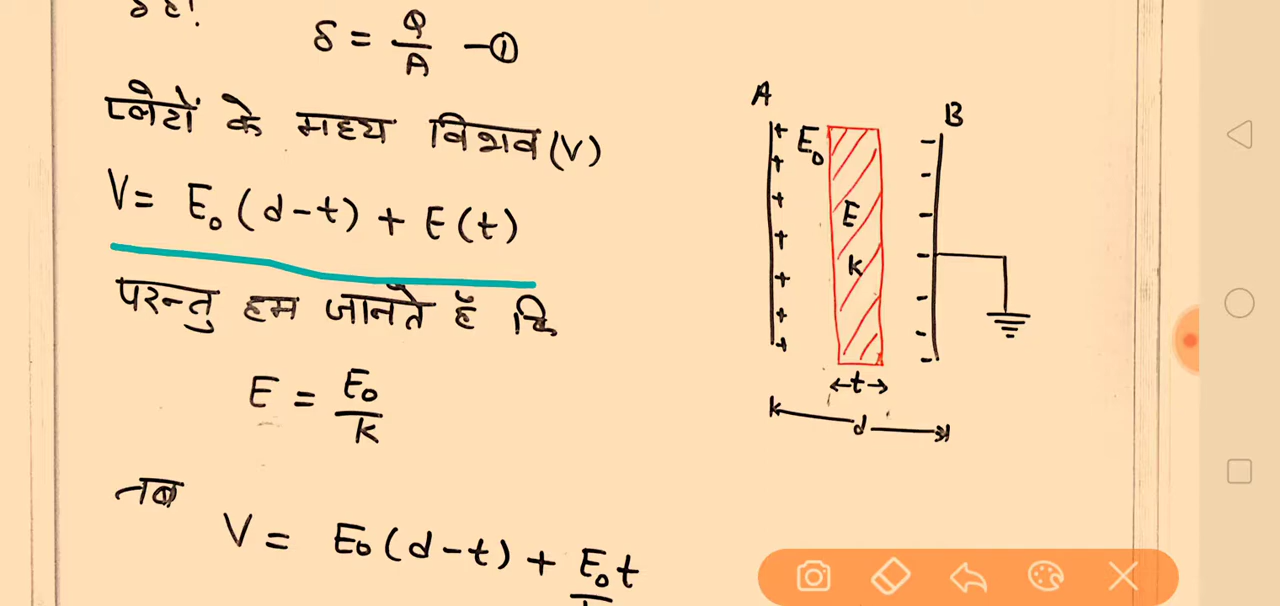 है!
δ = Q/A —①
प्लेटों के मध्य विभव (V)
V = E₀(d-t) + E(t)
परन्तु हम जानते हैं कि
E = E₀/k
तब
V = E₀(d-t) + E₀t/k
A
B
E₀
E
k
t
d